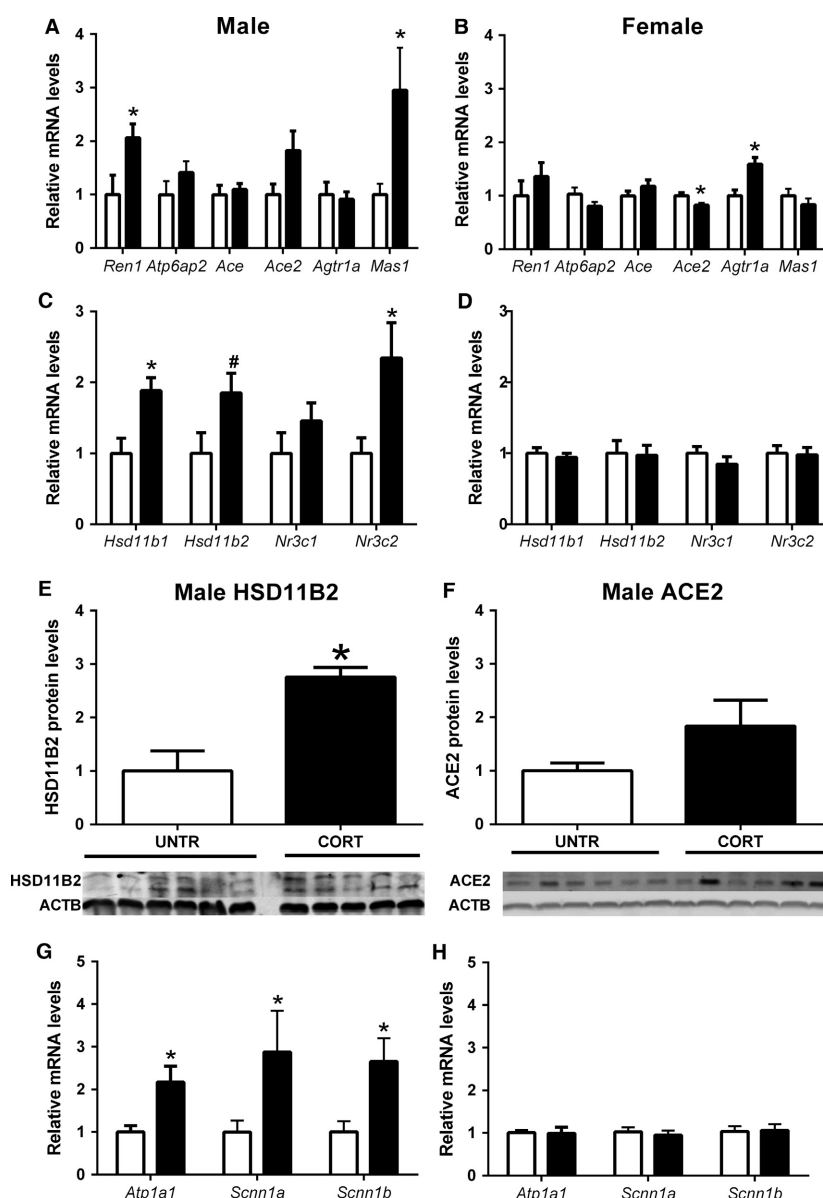 A Male
Relative mRNA levels
4
3
2
1
0
*
*
Ren1 Atp6ap2 Ace Ace2 Agtr1a Mas1
B Female
Relative mRNA levels
4
3
2
1
0
*
*
Ren1 Atp6ap2 Ace Ace2 Agtr1a Mas1
C
Relative mRNA levels
3
2
1
0
*
#
*
Hsd11b1 Hsd11b2 Nr3c1 Nr3c2
D
Relative mRNA levels
3
2
1
0
Hsd11b1 Hsd11b2 Nr3c1 Nr3c2
E Male HSD11B2
HSD11B2 protein levels
4
3
2
1
0
*
UNTR CORT
HSD11B2
ACTB
F Male ACE2
ACE2 protein levels
4
3
2
1
0
UNTR CORT
ACE2
ACTB
G
Relative mRNA levels
5
4
3
2
1
0
*
*
*
Atp1a1 Scnn1a Scnn1b
H
Relative mRNA levels
5
4
3
2
1
0
Atp1a1 Scnn1a Scnn1b